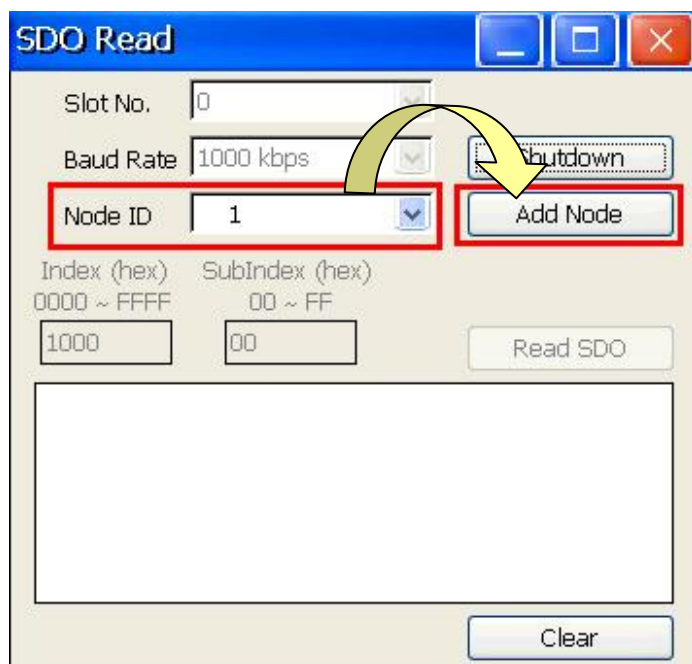 SDO Read
Slot No. 0
Baud Rate 1000 kbps Shutdown
Node ID 1 Add Node
Index (hex) SubIndex (hex)
0000 ~ FFFF 00 ~ FF
1000 00 Read SDO
Clear